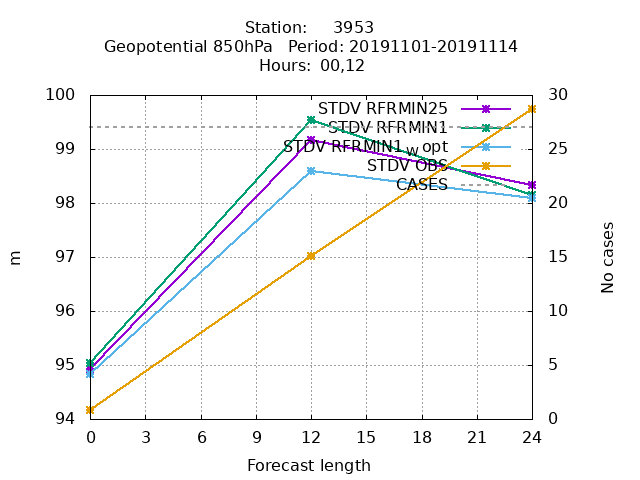 Station: 3953
Geopotential 850hPa Period: 20191101-20191114
Hours: 00,12
100
99
98
97
96
95
94
m
30
25
20
15
10
5
0
No cases
STDV RFRMIN25
STDV RFRMIN1
STDV RFRMIN1_w opt
STDV OBS
CASES
0 3 6 9 12 15 18 21 24
Forecast length